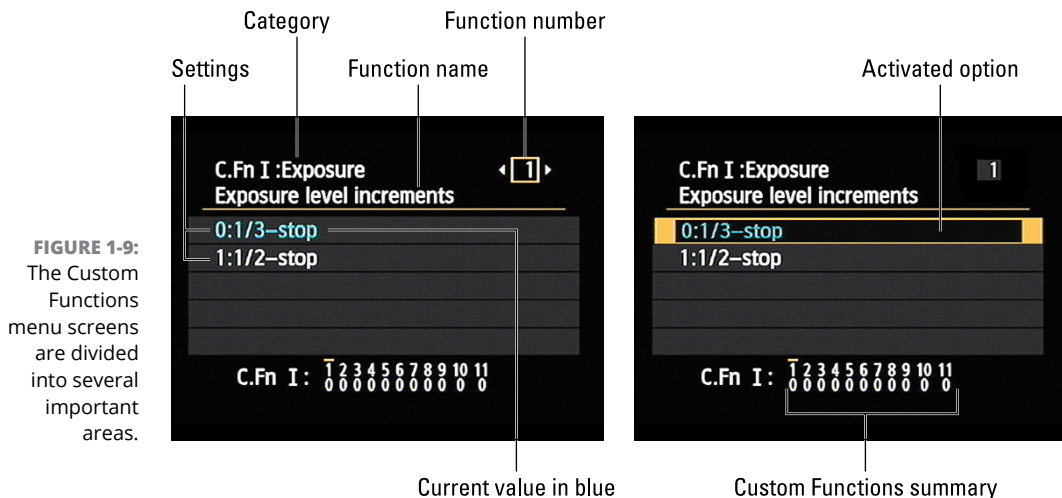 Category
Function number
Settings
Function name
Activated option
C.Fn I :Exposure
1
Exposure level increments
0:1/3–stop
1:1/2–stop
C.Fn I :
1 2 3 4 5 6 7 8 9 10 11
0 0 0 0 0 0 0 0 0 0 0
C.Fn I :Exposure
1
Exposure level increments
0:1/3–stop
1:1/2–stop
C.Fn I :
1 2 3 4 5 6 7 8 9 10 11
0 0 0 0 0 0 0 0 0 0 0
Current value in blue
Custom Functions summary
FIGURE 1-9:
The Custom
Functions
menu screens
are divided
into several
important
areas.